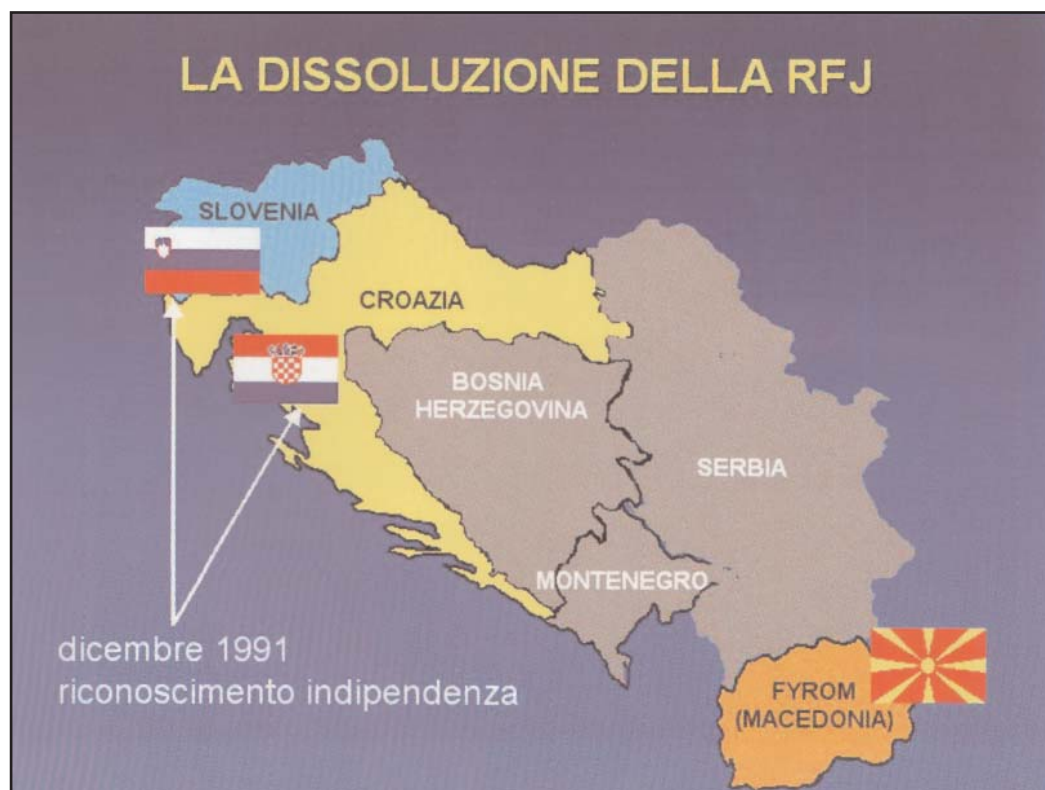 LA DISSOLUZIONE DELLA RFJ
SLOVENIA
CROAZIA
BOSNIA
HERZEGOVINA
SERBIA
MONTENEGRO
dicembre 1991
riconoscimento indipendenza
FYROM
(MACEDONIA)